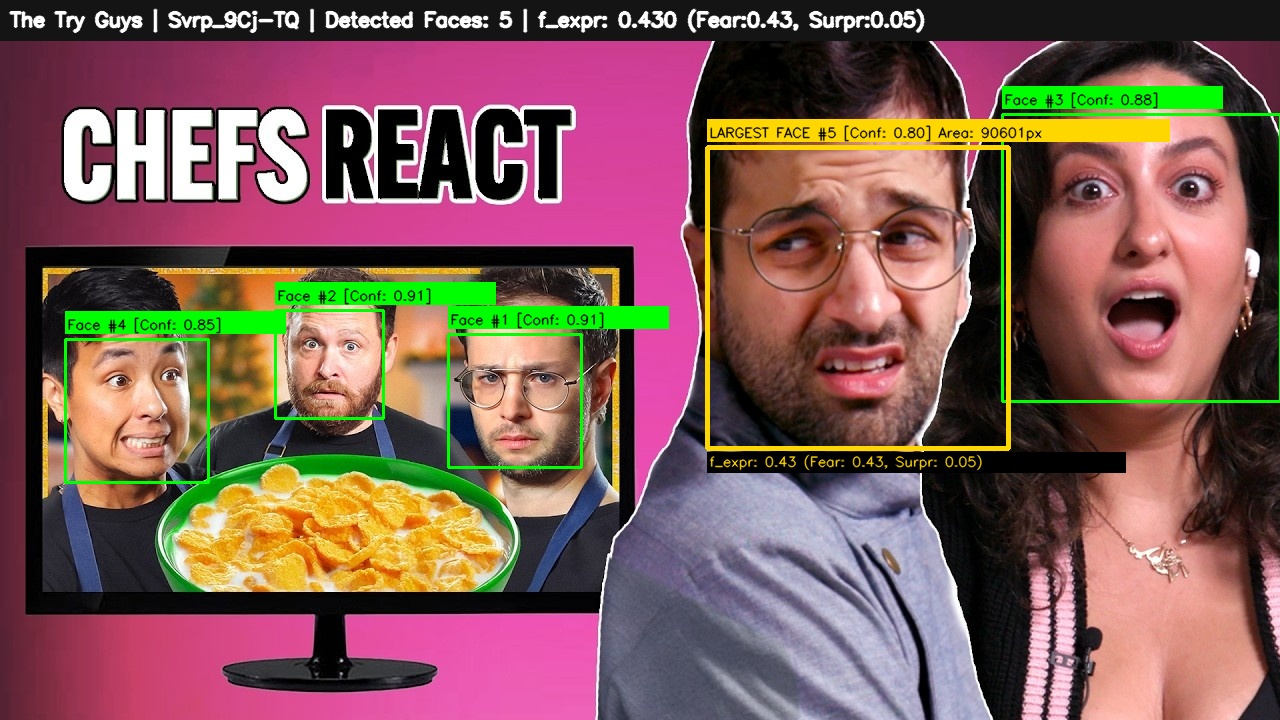 The Try Guys | Svrp_9Cj-TQ | Detected Faces: 5 | f_expr: 0.430 (Fear:0.43, Surpr:0.05)
CHEFS REACT
Face #3 [Conf: 0.88]
LARGEST FACE #5 [Conf: 0.80] Area: 90601px
Face #2 [Conf: 0.91]
Face #1 [Conf: 0.91]
Face #4 [Conf: 0.85]
f_expr: 0.43 (Fear: 0.43, Surpr: 0.05)